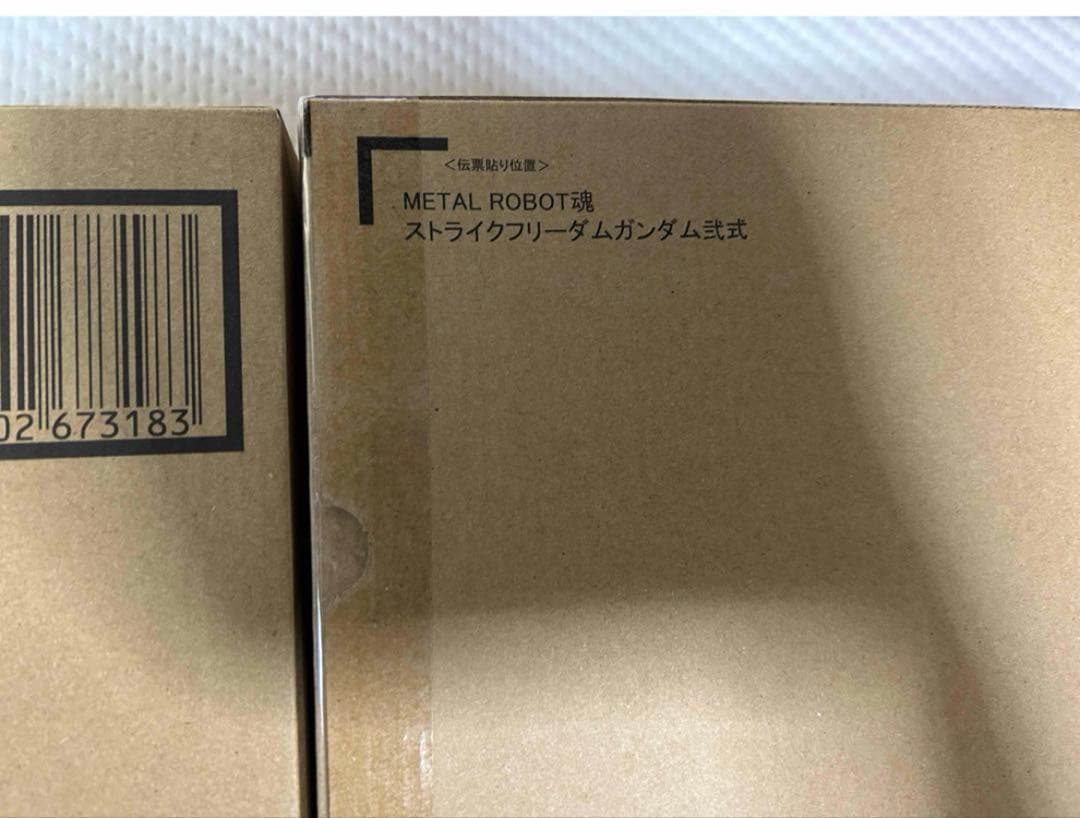 ＜伝票貼り位置＞
METAL ROBOT魂
ストライクフリーダムガンダム弐式
02 673183